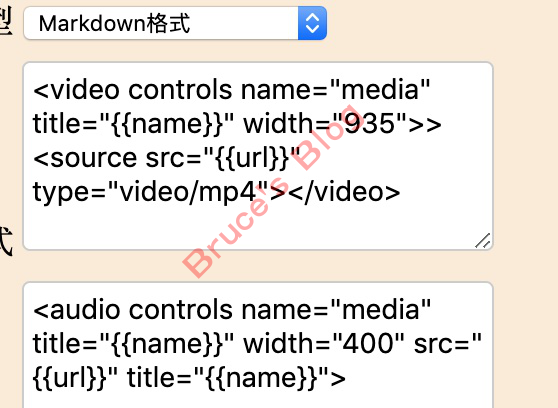 型 Markdown格式
<video controls name="media"
title="{{name}}" width="935">>
<source src="{{url}}"
type="video/mp4"></video>
式
<audio controls name="media"
title="{{name}}" width="400" src="
{{url}}" title="{{name}}">
Bruce's Blog